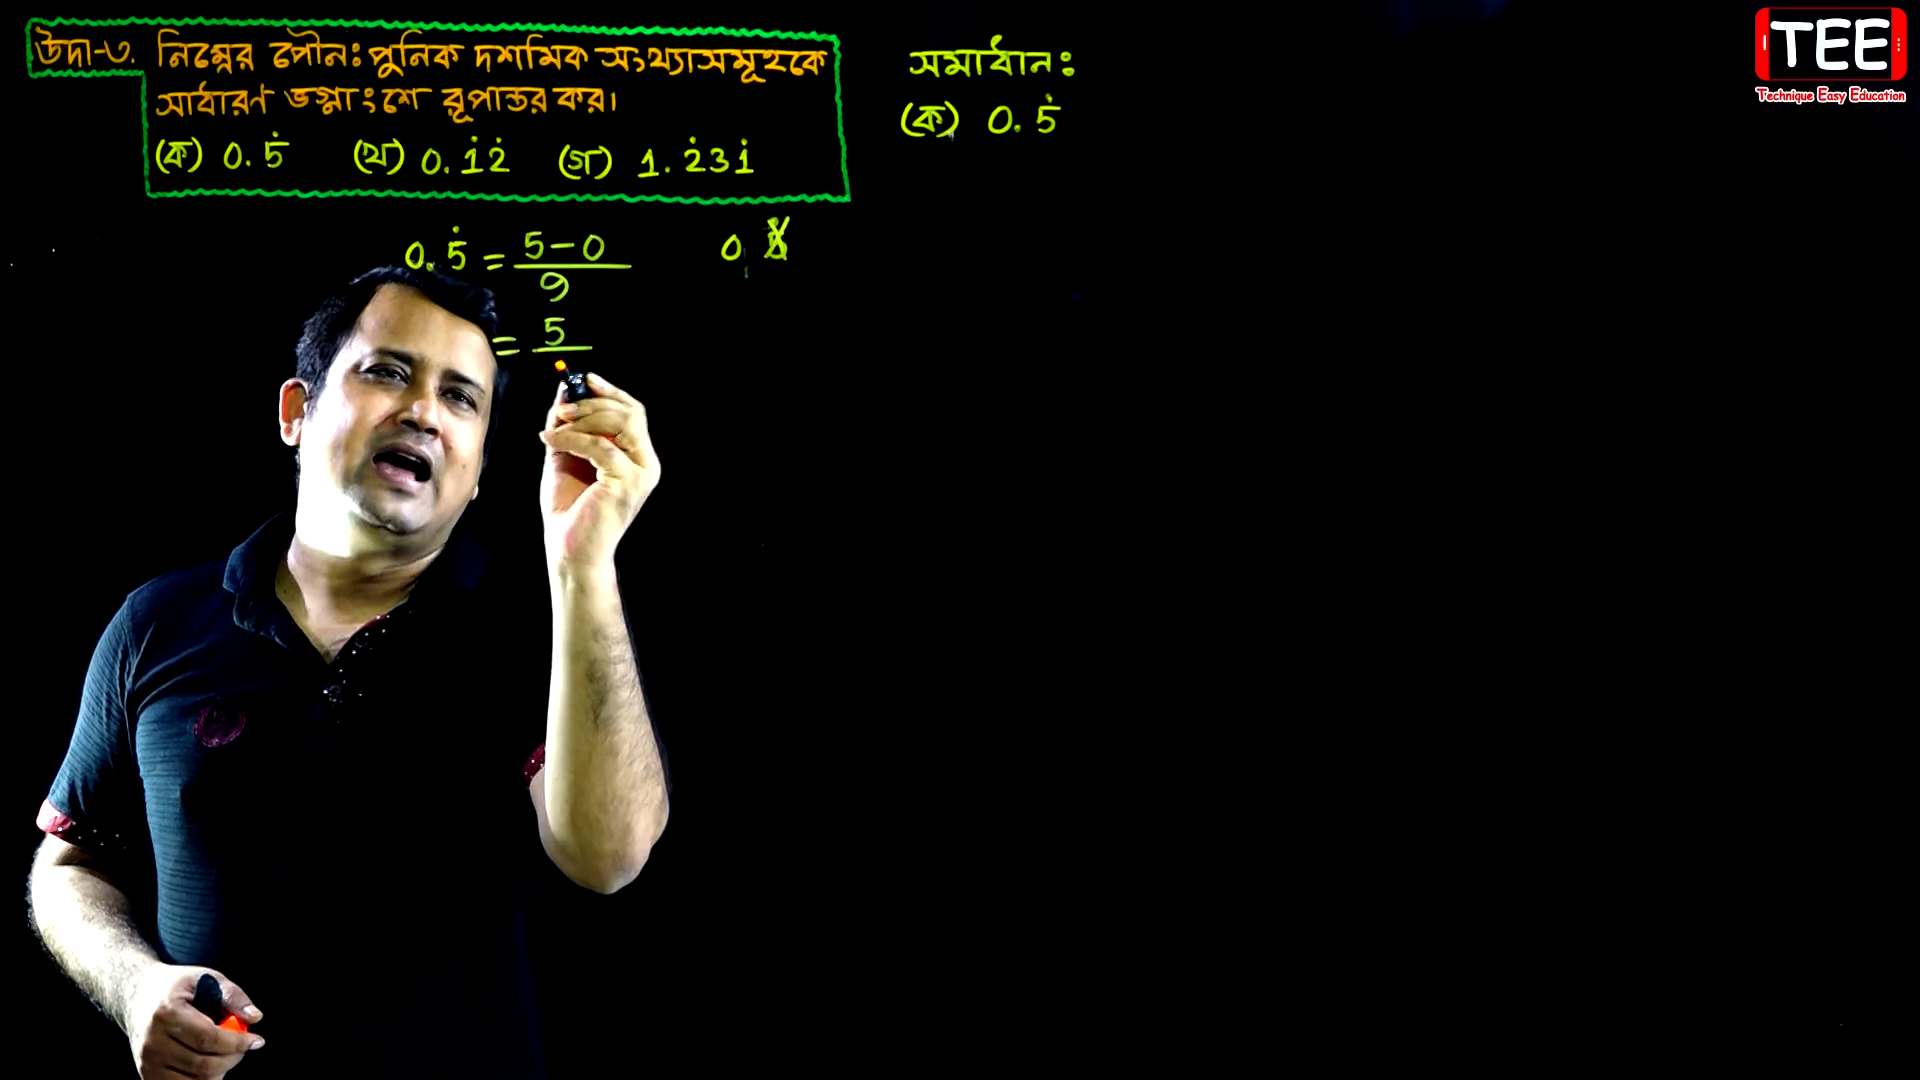 উদা-৩. নিম্নের পৌনঃপুনিক দশমিক সংখ্যাসমূহকে
সাধারণ ভগ্নাংশে রূপান্তর কর।
(ক) 0.5̇ (খ) 0.1̇2̇ (গ) 1.2̇31̇
0.5̇ = 5-0
9
= 5
0.
সমাধান:
(ক) 0.5̇
TEE
Technique Easy Education